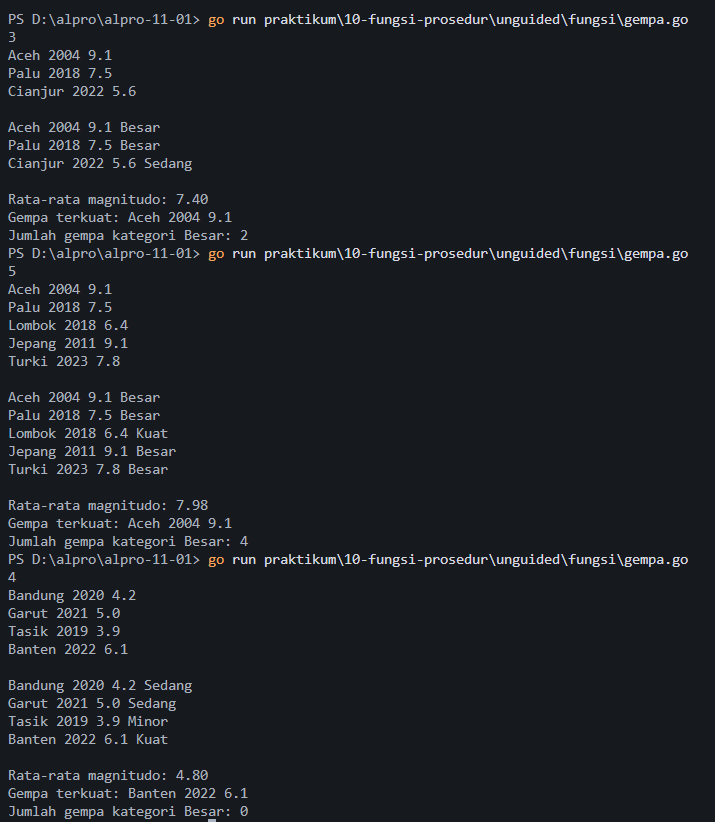 PS D:\alpro\alpro-11-01> go run praktikum\10-fungsi-prosedur\unguided\fungsi\gempa.go
3
Aceh 2004 9.1
Palu 2018 7.5
Cianjur 2022 5.6
Aceh 2004 9.1 Besar
Palu 2018 7.5 Besar
Cianjur 2022 5.6 Sedang
Rata-rata magnitudo: 7.40
Gempa terkuat: Aceh 2004 9.1
Jumlah gempa kategori Besar: 2
PS D:\alpro\alpro-11-01> go run praktikum\10-fungsi-prosedur\unguided\fungsi\gempa.go
5
Aceh 2004 9.1
Palu 2018 7.5
Lombok 2018 6.4
Jepang 2011 9.1
Turki 2023 7.8
Aceh 2004 9.1 Besar
Palu 2018 7.5 Besar
Lombok 2018 6.4 Kuat
Jepang 2011 9.1 Besar
Turki 2023 7.8 Besar
Rata-rata magnitudo: 7.98
Gempa terkuat: Aceh 2004 9.1
Jumlah gempa kategori Besar: 4
PS D:\alpro\alpro-11-01> go run praktikum\10-fungsi-prosedur\unguided\fungsi\gempa.go
4
Bandung 2020 4.2
Garut 2021 5.0
Tasik 2019 3.9
Banten 2022 6.1
Bandung 2020 4.2 Sedang
Garut 2021 5.0 Sedang
Tasik 2019 3.9 Minor
Banten 2022 6.1 Kuat
Rata-rata magnitudo: 4.80
Gempa terkuat: Banten 2022 6.1
Jumlah gempa kategori Besar: 0